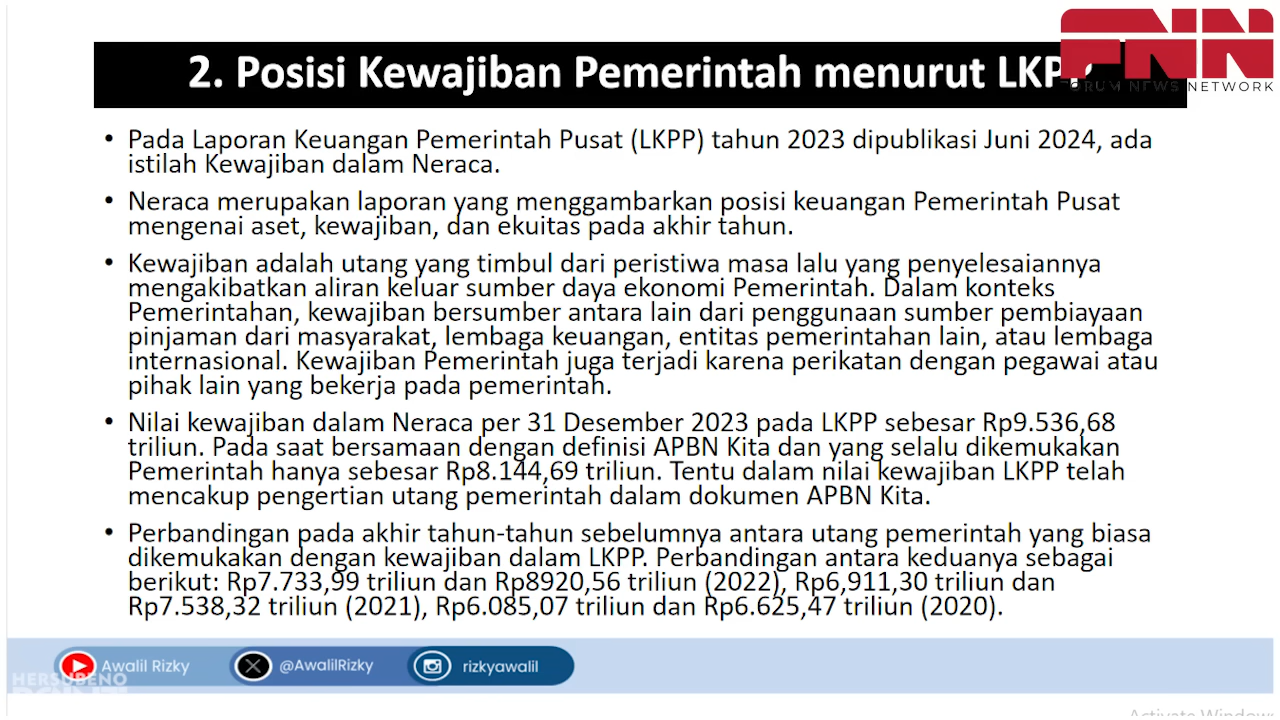 FNN
FORUM NEWS NETWORK
2. Posisi Kewajiban Pemerintah menurut LKPP
• Pada Laporan Keuangan Pemerintah Pusat (LKPP) tahun 2023 dipublikasi Juni 2024, ada
istilah Kewajiban dalam Neraca.
• Neraca merupakan laporan yang menggambarkan posisi keuangan Pemerintah Pusat
mengenai aset, kewajiban, dan ekuitas pada akhir tahun.
• Kewajiban adalah utang yang timbul dari peristiwa masa lalu yang penyelesaiannya
mengakibatkan aliran keluar sumber daya ekonomi Pemerintah. Dalam konteks
Pemerintahan, kewajiban bersumber antara lain dari penggunaan sumber pembiayaan
pinjaman dari masyarakat, lembaga keuangan, entitas pemerintahan lain, atau lembaga
internasional. Kewajiban Pemerintah juga terjadi karena perikatan dengan pegawai atau
pihak lain yang bekerja pada pemerintah.
• Nilai kewajiban dalam Neraca per 31 Desember 2023 pada LKPP sebesar Rp9.536,68
triliun. Pada saat bersamaan dengan definisi APBN Kita dan yang selalu dikemukakan
Pemerintah hanya sebesar Rp8.144,69 triliun. Tentu dalam nilai kewajiban LKPP telah
mencakup pengertian utang pemerintah dalam dokumen APBN Kita.
• Perbandingan pada akhir tahun-tahun sebelumnya antara utang pemerintah yang biasa
dikemukakan dengan kewajiban dalam LKPP. Perbandingan antara keduanya sebagai
berikut: Rp7.733,99 triliun dan Rp8920,56 triliun (2022), Rp6,911,30 triliun dan
Rp7.538,32 triliun (2021), Rp6.085,07 triliun dan Rp6.625,47 triliun (2020).
Awalil Rizky
@AwalilRizky
rizkyawalil
HERSUBENO
Activate Windows